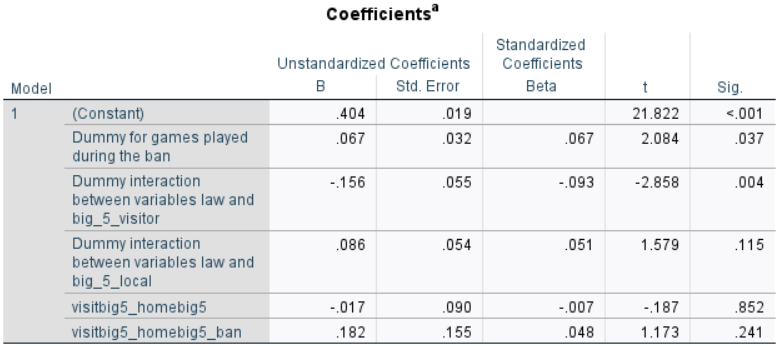 Coefficientsᵃ
Standardized
Unstandardized Coefficients Coefficients
Model B Std. Error Beta t Sig.
1 (Constant) .404 .019 21.822 <.001
Dummy for games played .067 .032 .067 2.084 .037
during the ban
Dummy interaction -.156 .055 -.093 -2.858 .004
between variables law and
big_5_visitor
Dummy interaction .086 .054 .051 1.579 .115
between variables law and
big_5_local
visitbig5_homebig5 -.017 .090 -.007 -.187 .852
visitbig5_homebig5_ban .182 .155 .048 1.173 .241